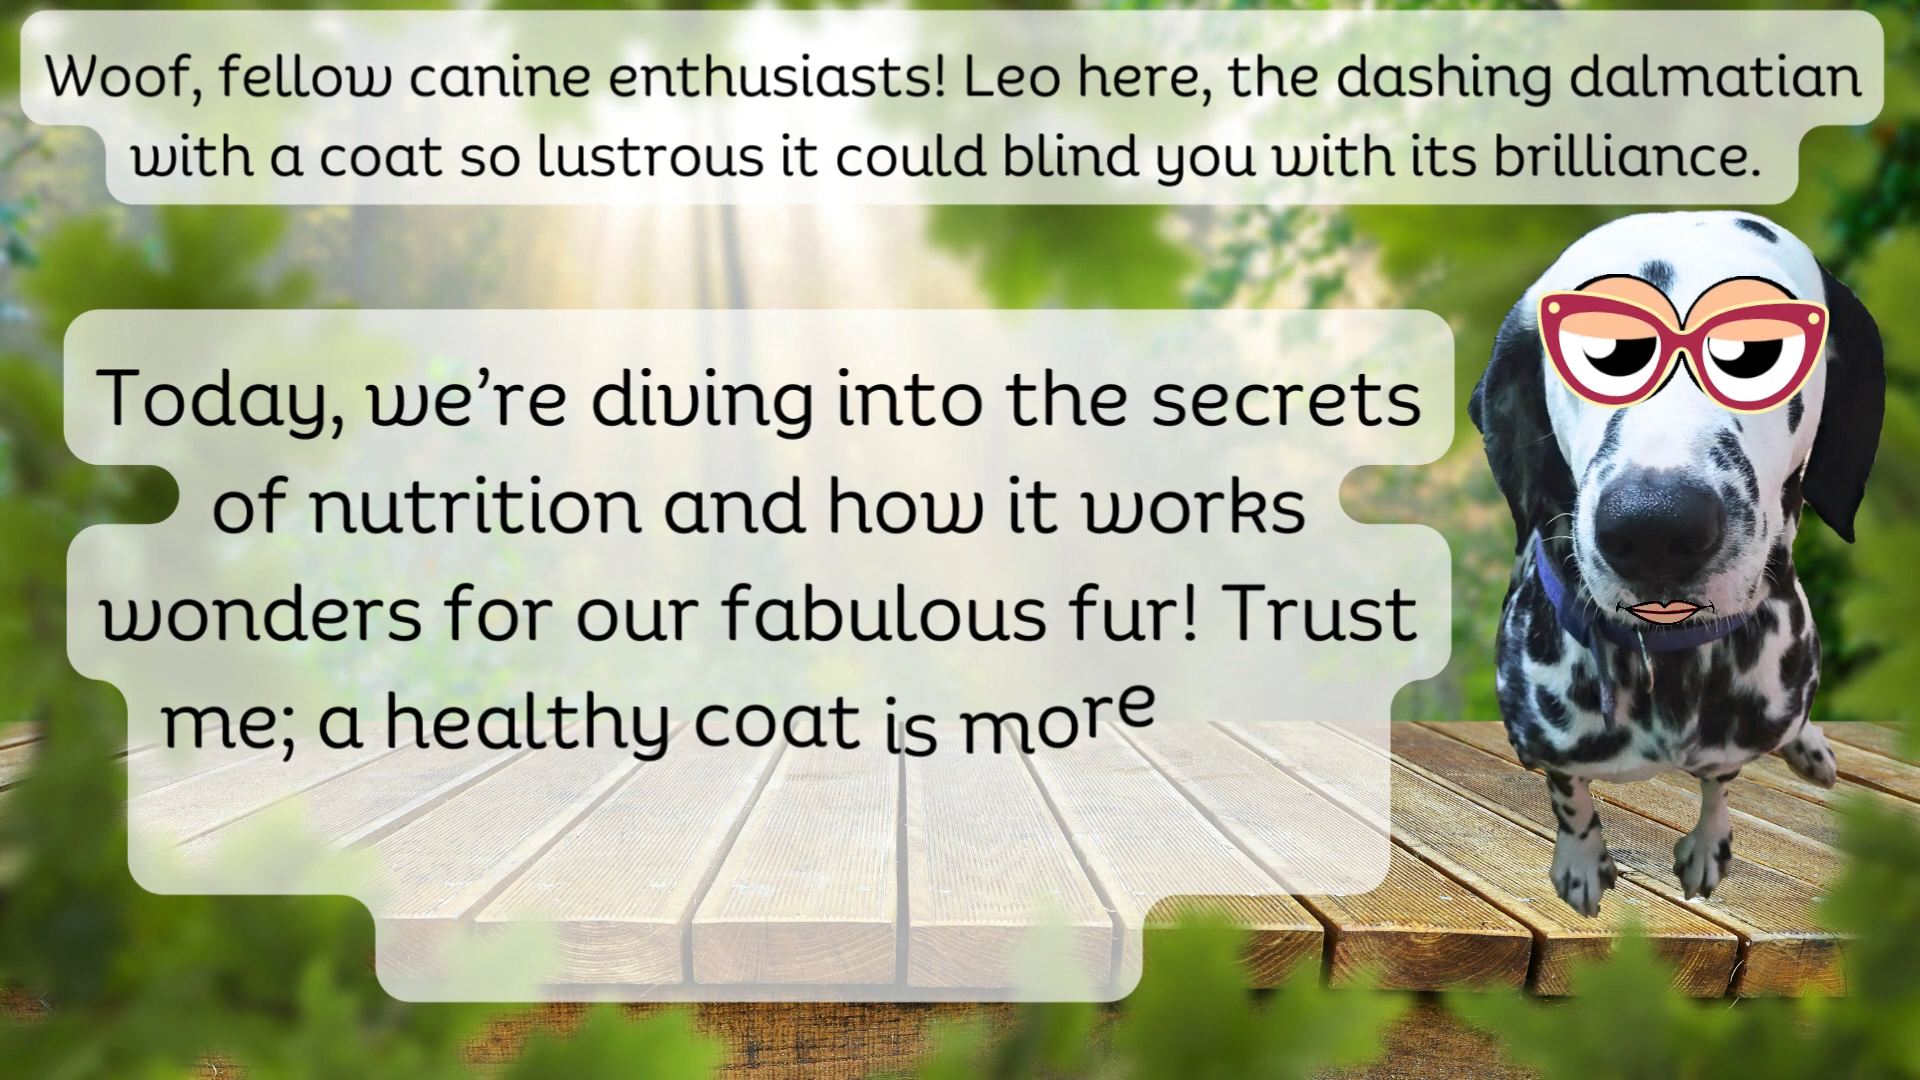 Woof, fellow canine enthusiasts! Leo here, the dashing dalmatian
with a coat so lustrous it could blind you with its brilliance.
Today, we’re diving into the secrets
of nutrition and how it works
wonders for our fabulous fur! Trust
me; a healthy coat is more